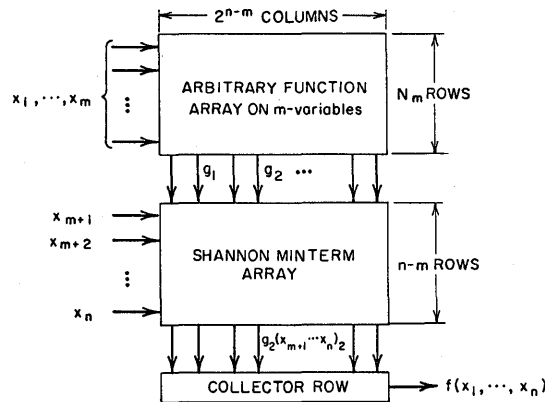 2^{n-m} COLUMNS
x_1, ..., x_m
ARBITRARY FUNCTION
ARRAY ON m-variables
N_m ROWS
g_1 g_2 ...
x_{m+1}
x_{m+2}
x_n
SHANNON MINTERM
ARRAY
n-m ROWS
g_2(x_{m+1} ... x_n)_2
COLLECTOR ROW
f(x_1, ..., x_n)